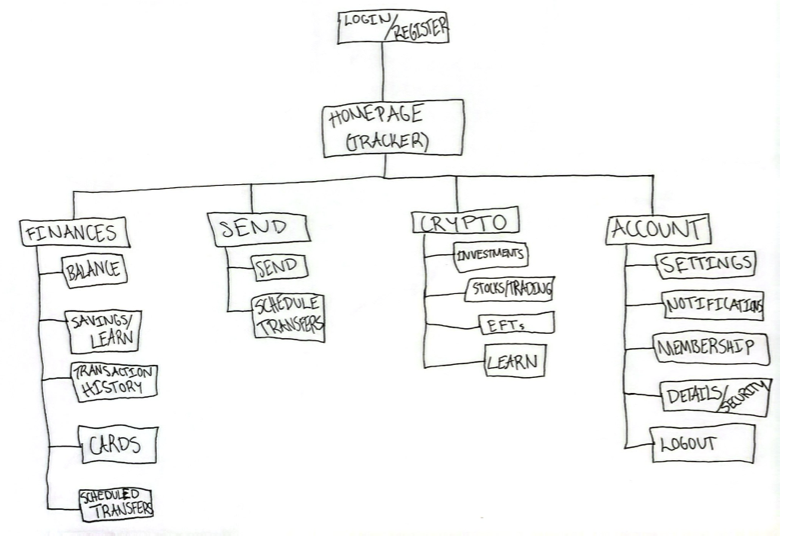 LOGIN/REGISTER
HOMEPAGE
(TRACKER)
FINANCES
BALANCE
SAVINGS/
LEARN
TRANSACTION
HISTORY
CARDS
SCHEDULED
TRANSFERS
SEND
SEND
SCHEDULE
TRANSFERS
CRYPTO
INVESTMENTS
STOCKS/TRADING
EFTs
LEARN
ACCOUNT
SETTINGS
NOTIFICATIONS
MEMBERSHIP
DETAILS/SECURITY
LOGOUT